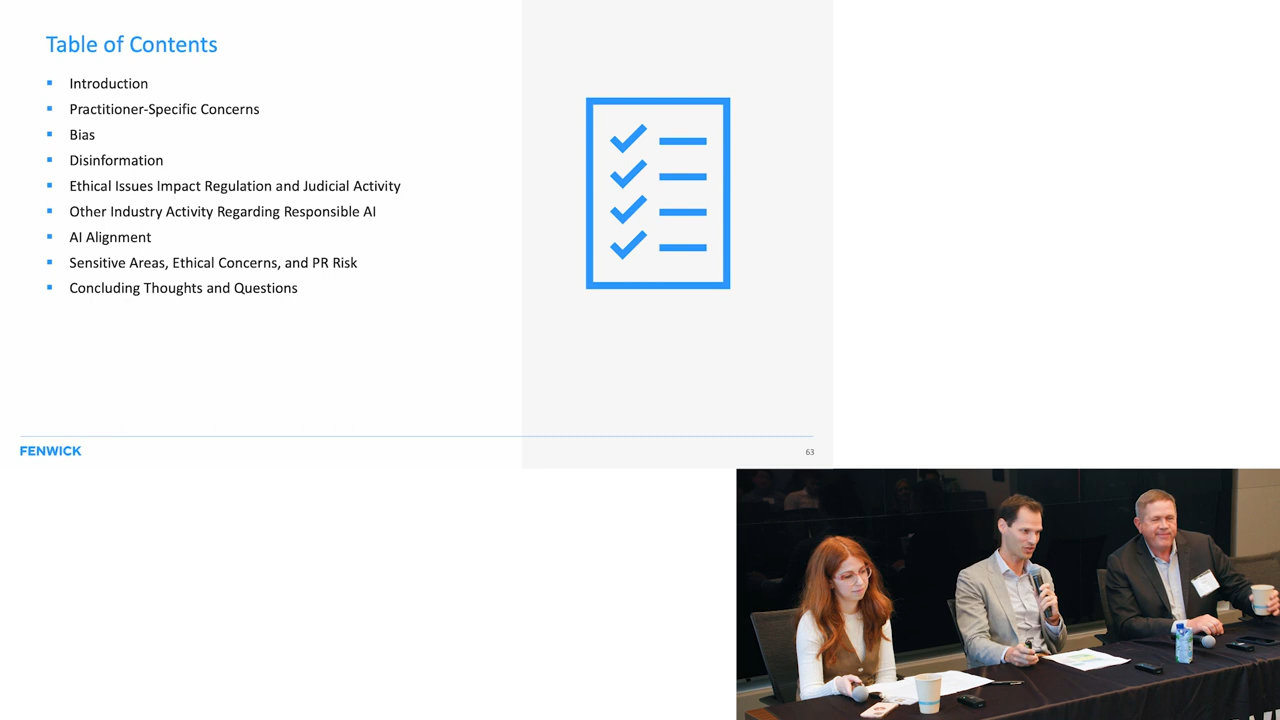 Table of Contents
Introduction
Practitioner-Specific Concerns
Bias
Disinformation
Ethical Issues Impact Regulation and Judicial Activity
Other Industry Activity Regarding Responsible AI
AI Alignment
Sensitive Areas, Ethical Concerns, and PR Risk
Concluding Thoughts and Questions
FENWICK
63